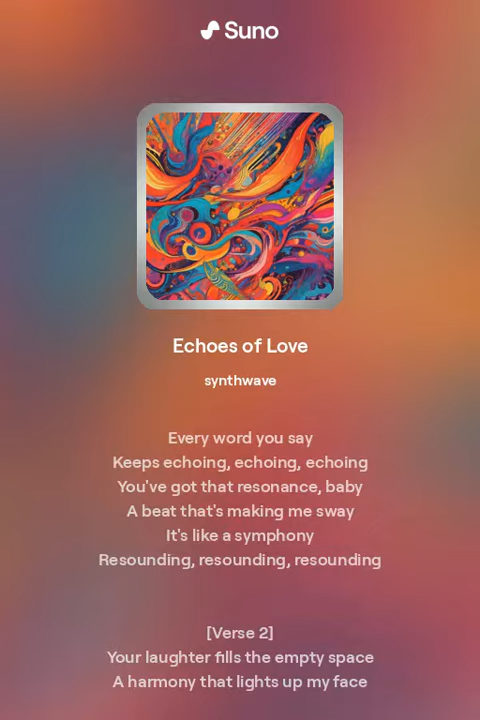 Suno
Echoes of Love
synthwave
Every word you say
Keeps echoing, echoing, echoing
You've got that resonance, baby
A beat that's making me sway
It's like a symphony
Resounding, resounding, resounding
[Verse 2]
Your laughter fills the empty space
A harmony that lights up my face